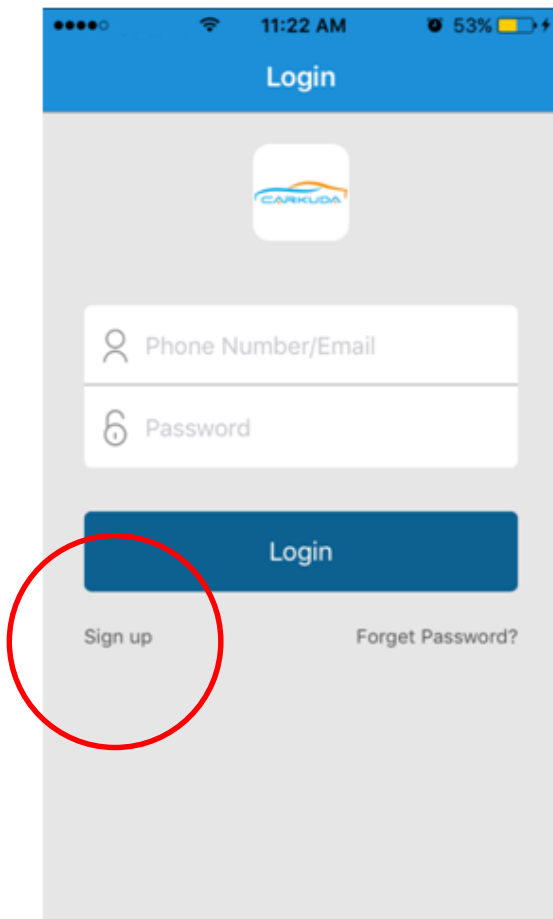 11:22 AM 53%
Login
CARKUDA
Phone Number/Email
Password
Login
Sign up Forget Password?